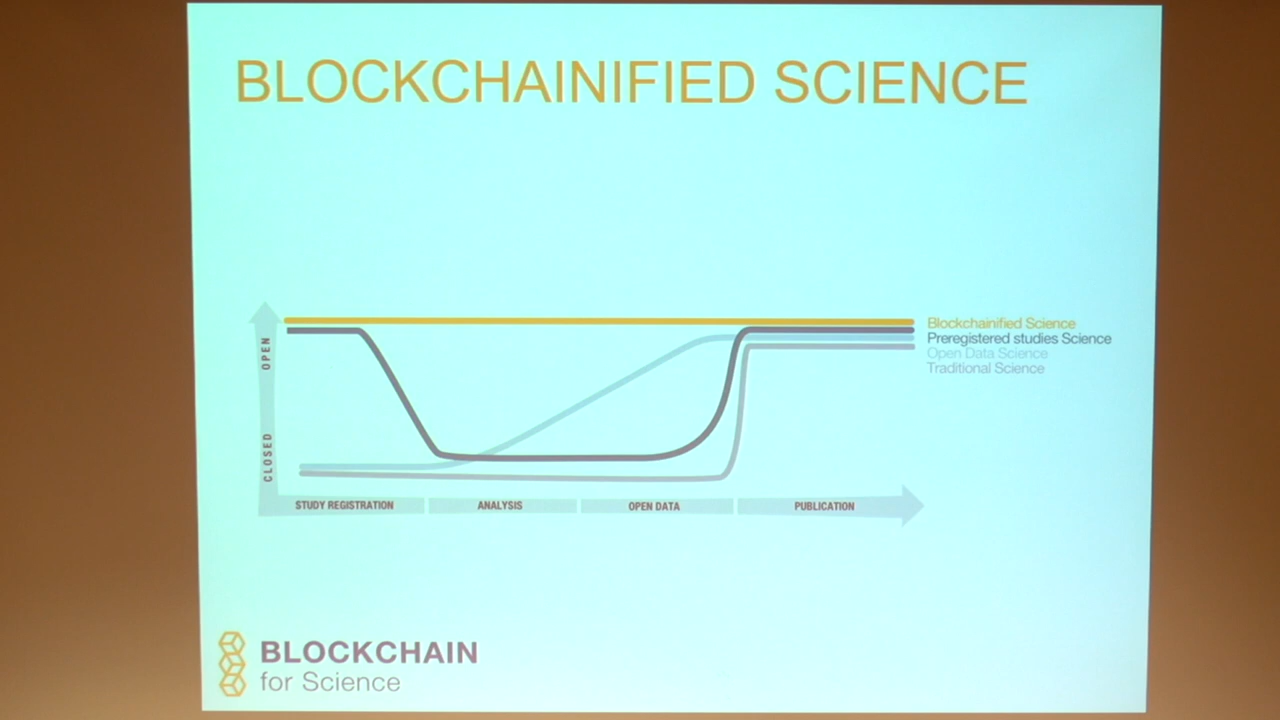 BLOCKCHAINIFIED SCIENCE
OPEN
CLOSED
Blockchainified Science
Preregistered studies Science
Open Data Science
Traditional Science
STUDY REGISTRATION
ANALYSIS
OPEN DATA
PUBLICATION
BLOCKCHAIN
for Science